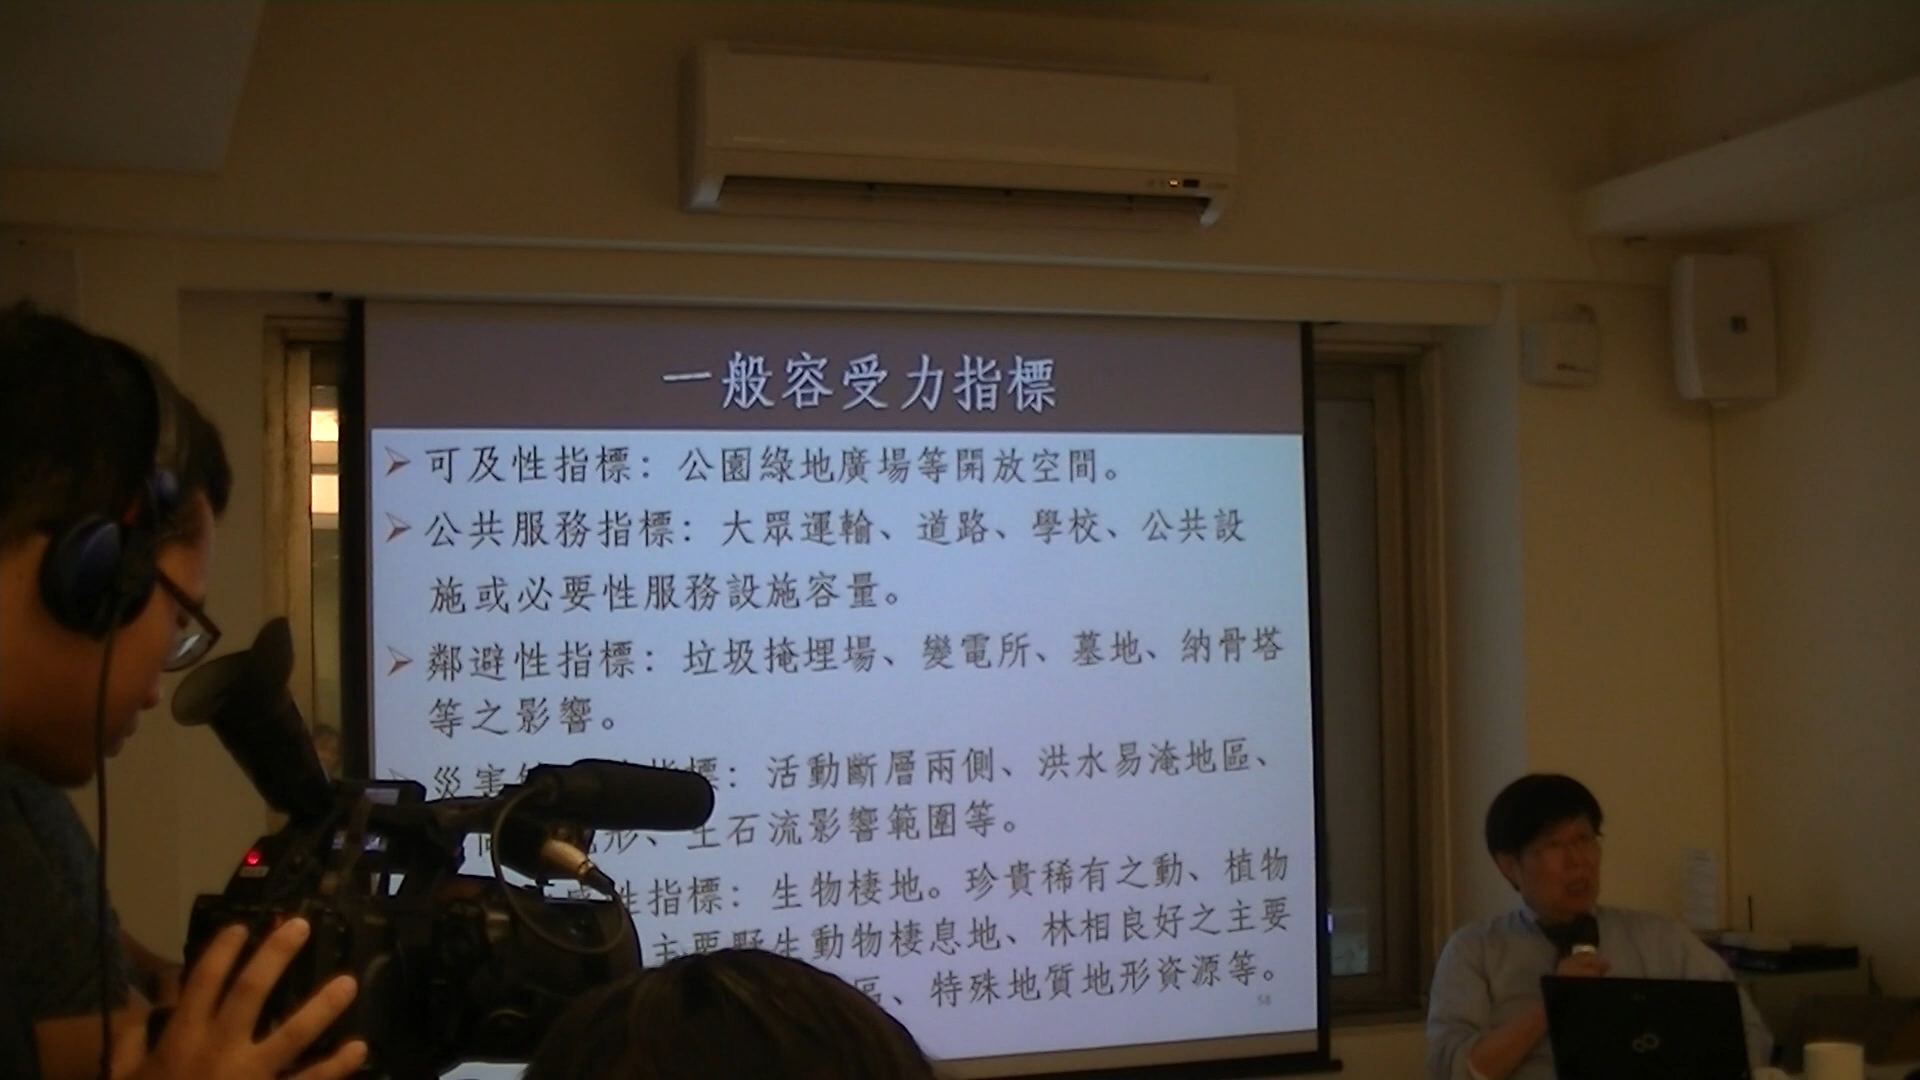 一般容受力指標
可及性指標：公園綠地廣場等開放空間。
公共服務指標：大眾運輸、道路、學校、公共設
施或必要性服務設施容量。
鄰避性指標：垃圾掩埋場、變電所、墓地、納骨塔
等之影響。
災害 指標：活動斷層兩側、洪水易淹地區、
形、土石流影響範圍等。
性指標：生物棲地。珍貴稀有之動、植物
主要野生動物棲息地、林相良好之主要
區、特殊地質地形資源等。
58